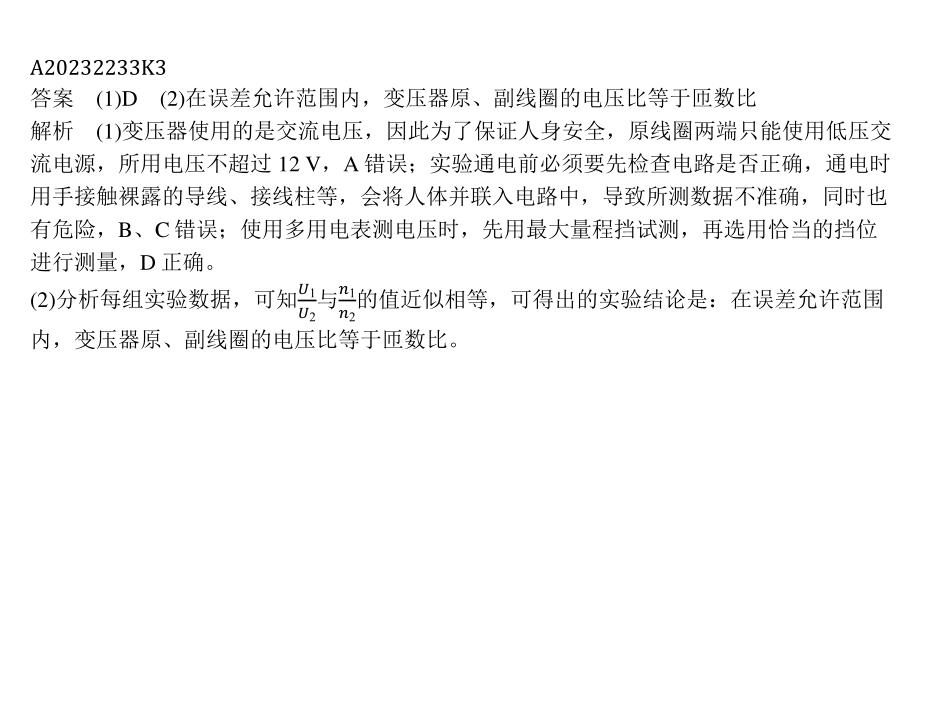 A20232233K3
答案　(1)D　(2)在误差允许范围内，变压器原、副线圈的电压比等于匝数比
解析　(1)变压器使用的是交流电压，因此为了保证人身安全，原线圈两端只能使用低压交
流电源，所用电压不超过 12 V，A 错误；实验通电前必须要先检查电路是否正确，通电时
用手接触裸露的导线、接线柱等，会将人体并联入电路中，导致所测数据不准确，同时也
有危险，B、C 错误；使用多用电表测电压时，先用最大量程挡试测，再选用恰当的挡位
进行测量，D 正确。
(2)分析每组实验数据，可知U₁/U₂与n₁/n₂的值近似相等，可得出的实验结论是：在误差允许范围
内，变压器原、副线圈的电压比等于匝数比。